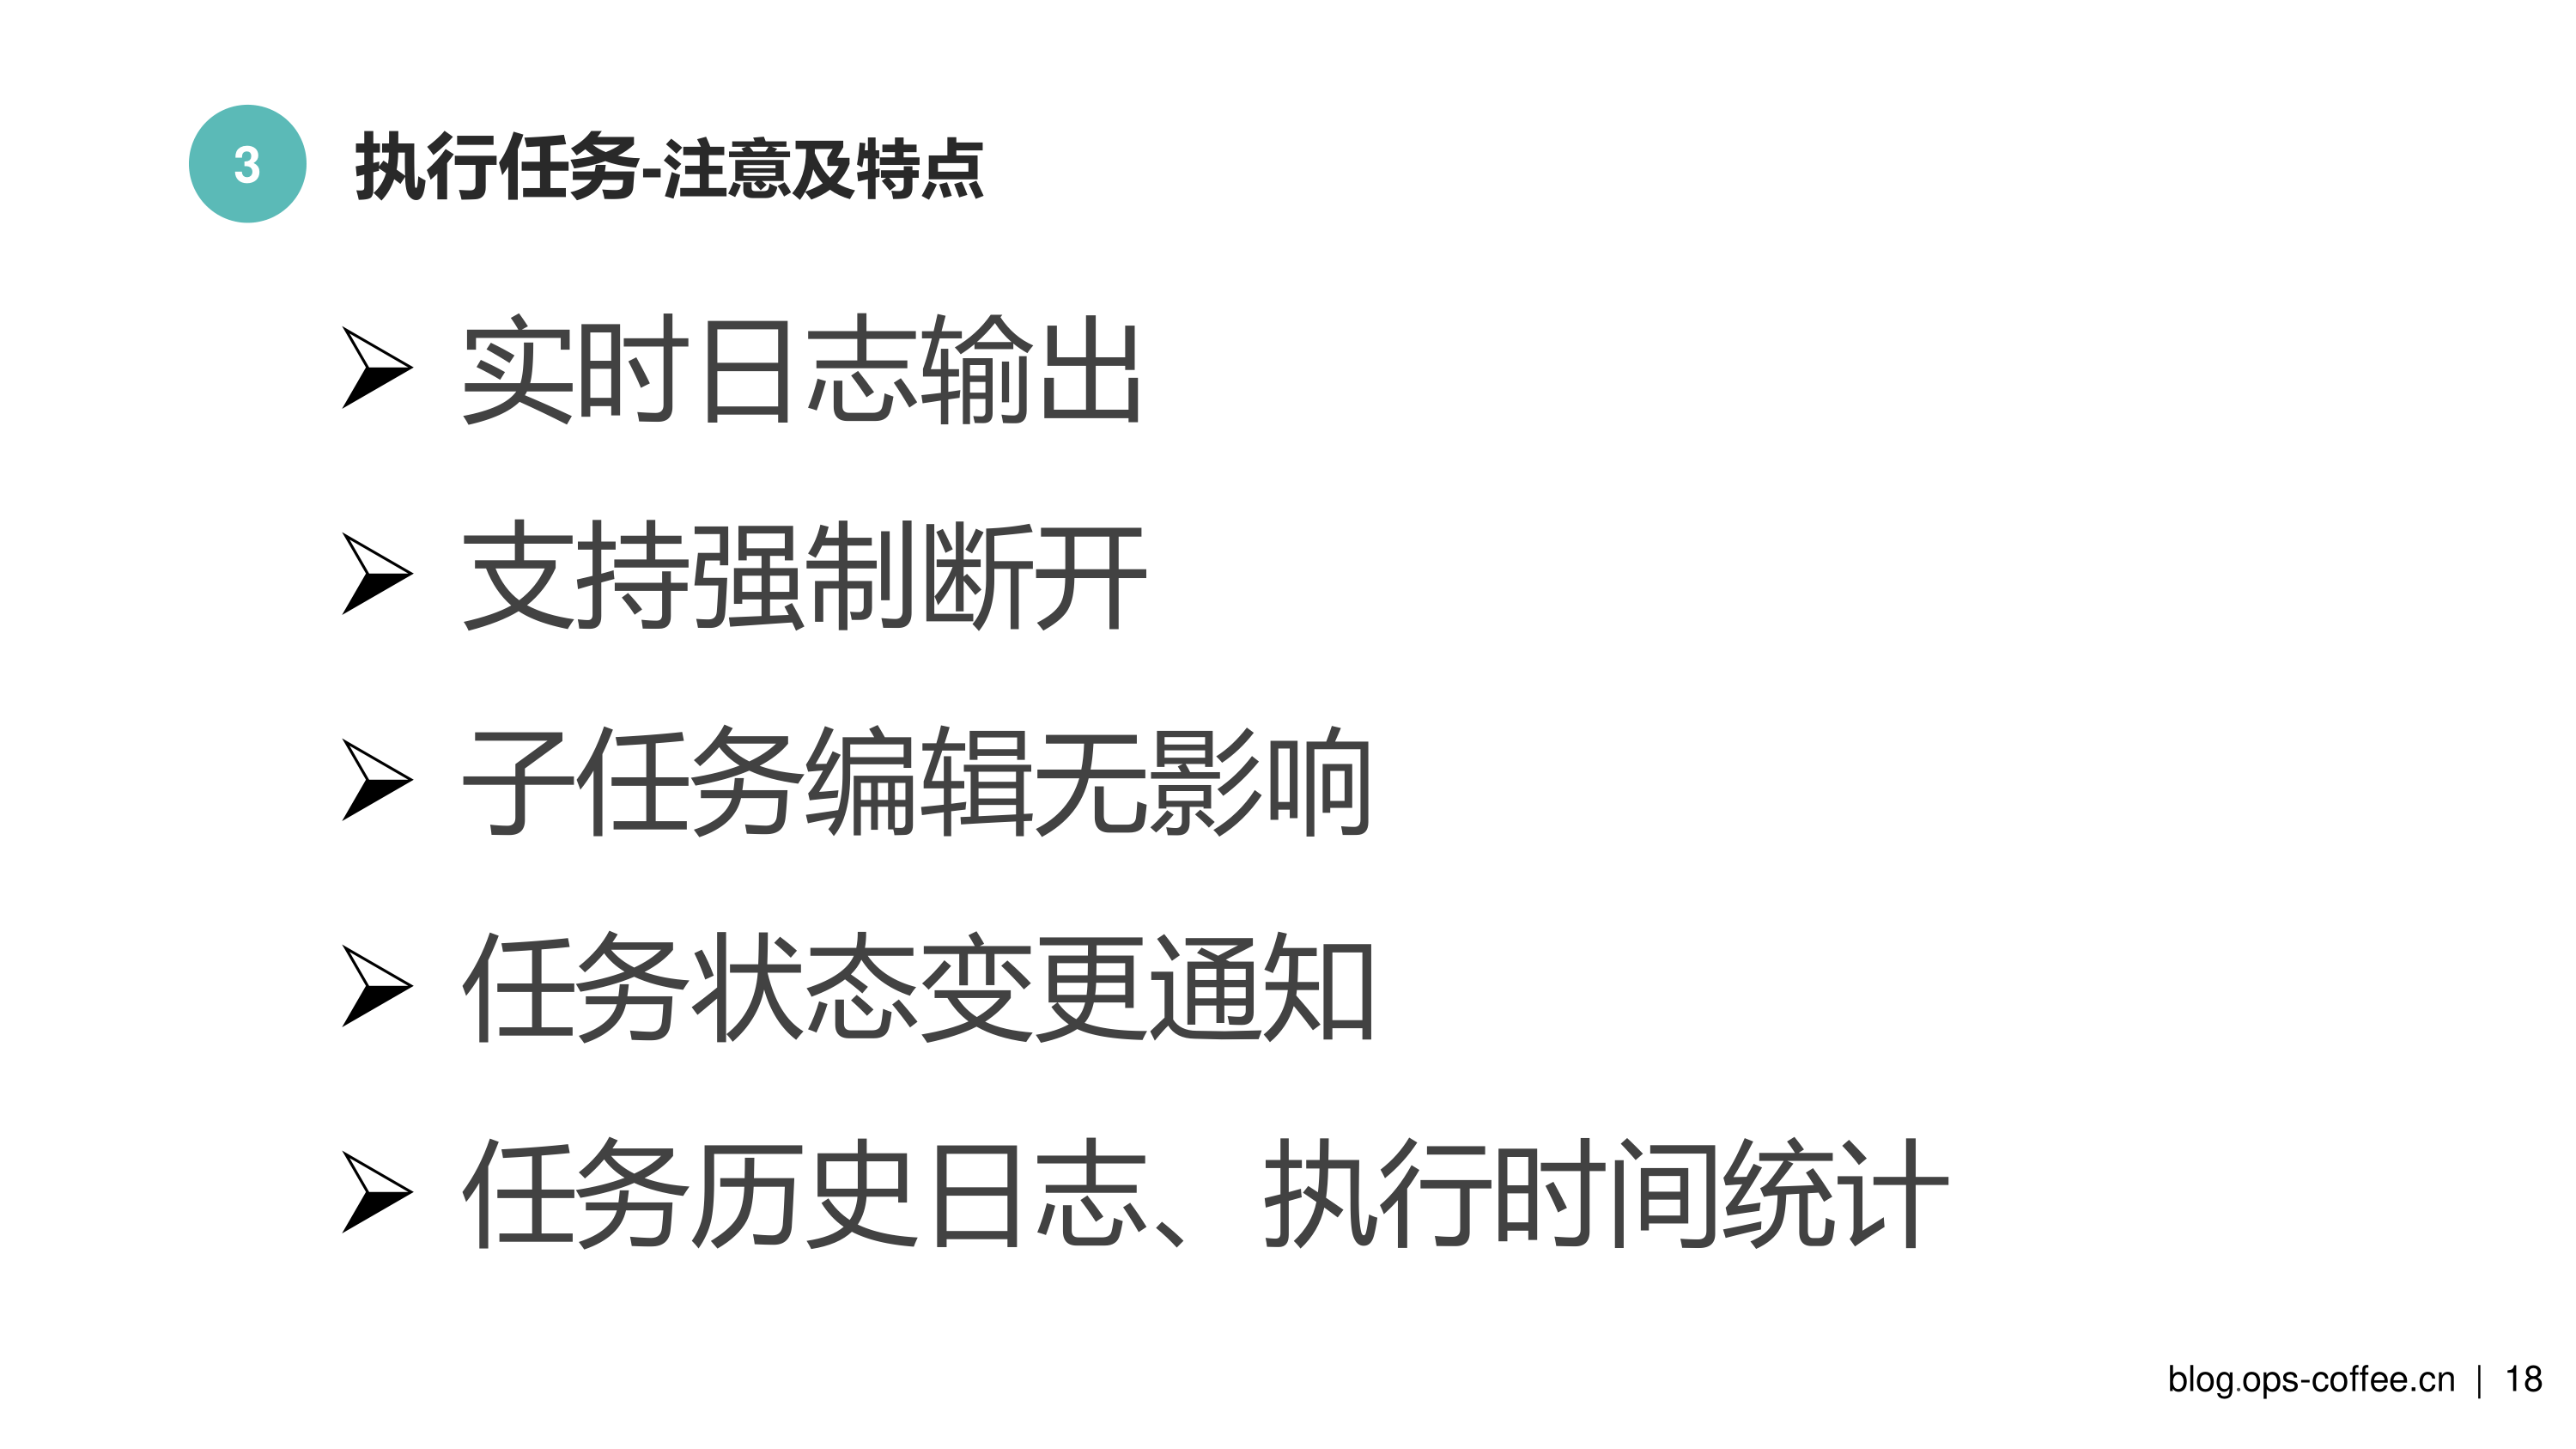 3
执行任务-注意及特点
实时日志输出
支持强制断开
子任务编辑无影响
任务状态变更通知
任务历史日志、执行时间统计
blog.ops-coffee.cn | 18